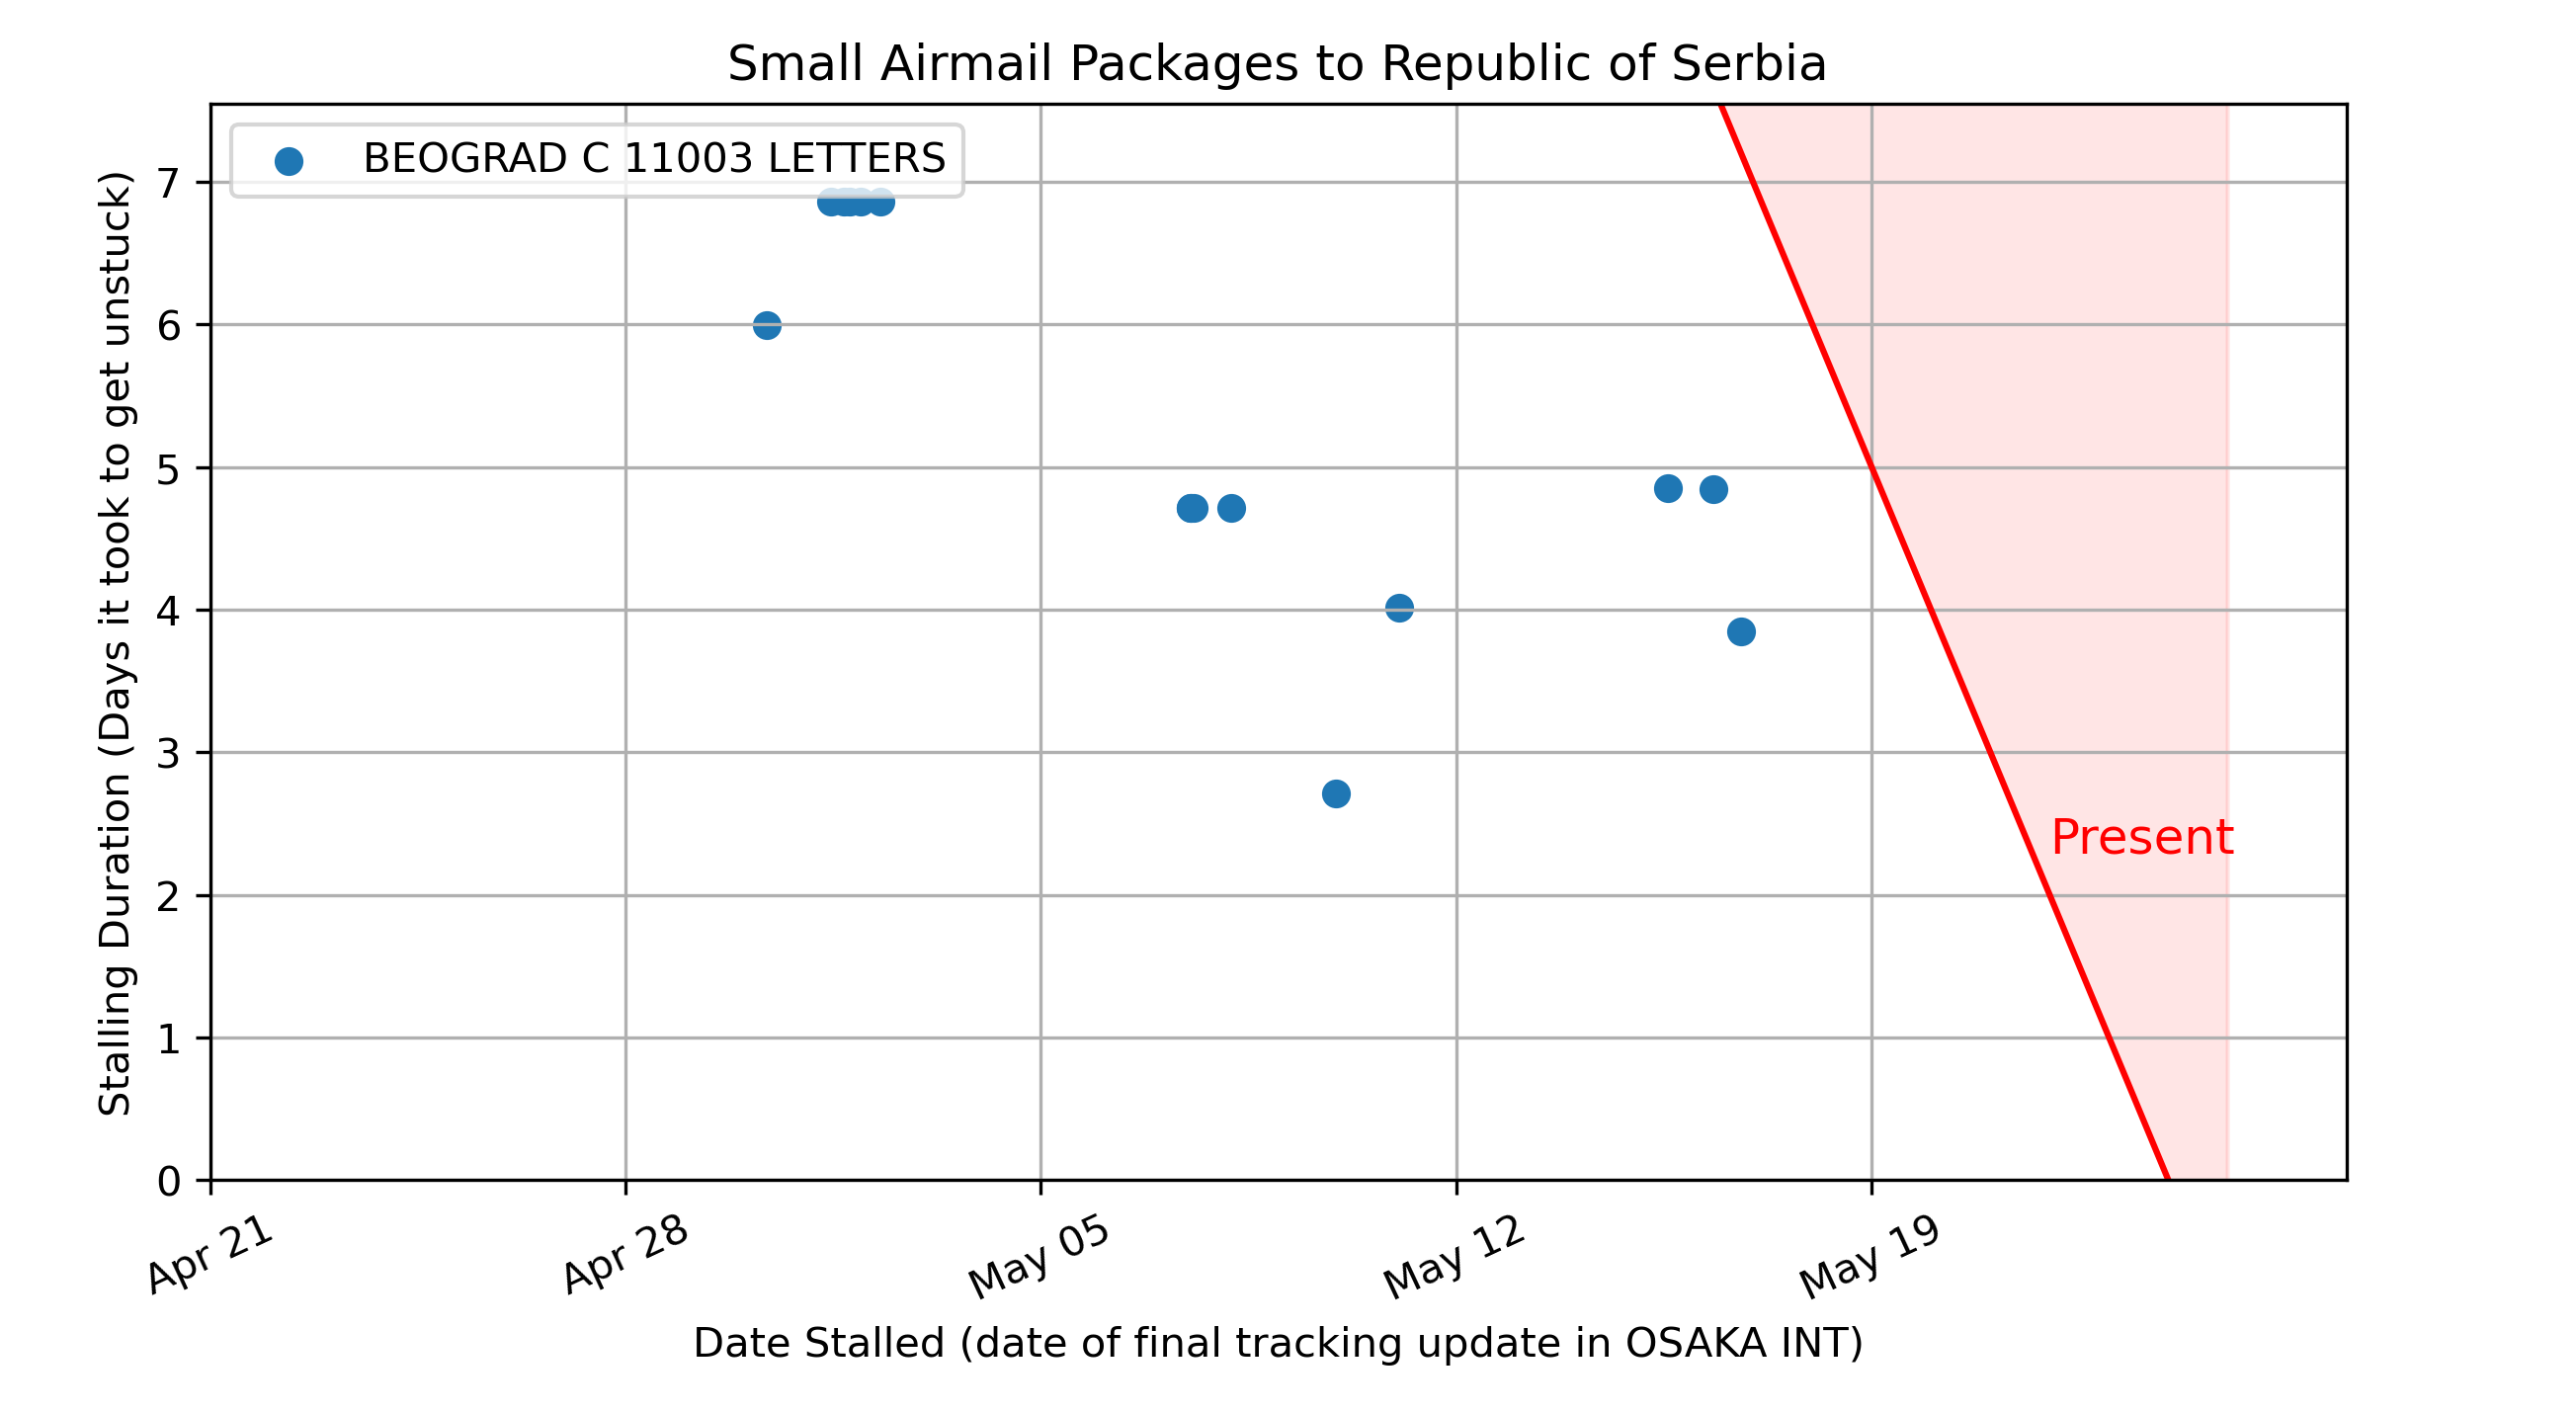 Small Airmail Packages to Republic of Serbia
BEOGRAD C 11003 LETTERS
Stalling Duration (Days it took to get unstuck)
7
6
5
4
3
2
1
0
Present
Apr 21
Apr 28
May 05
May 12
May 19
Date Stalled (date of final tracking update in OSAKA INT)